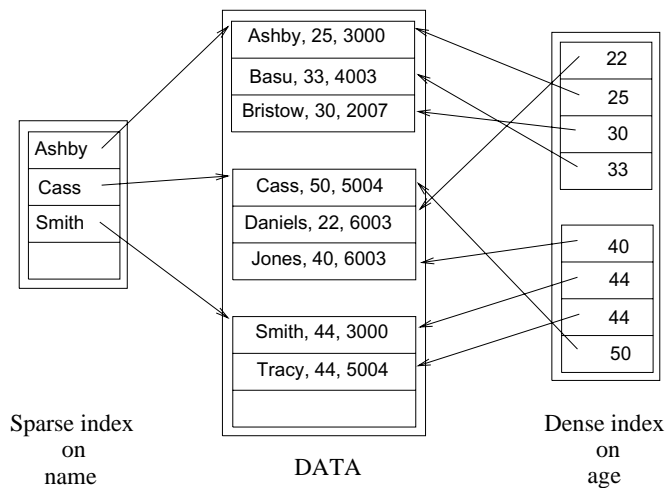 Ashby
Cass
Smith
Sparse index
on
name
Ashby, 25, 3000
Basu, 33, 4003
Bristow, 30, 2007
Cass, 50, 5004
Daniels, 22, 6003
Jones, 40, 6003
Smith, 44, 3000
Tracy, 44, 5004
DATA
22
25
30
33
40
44
44
50
Dense index
on
age